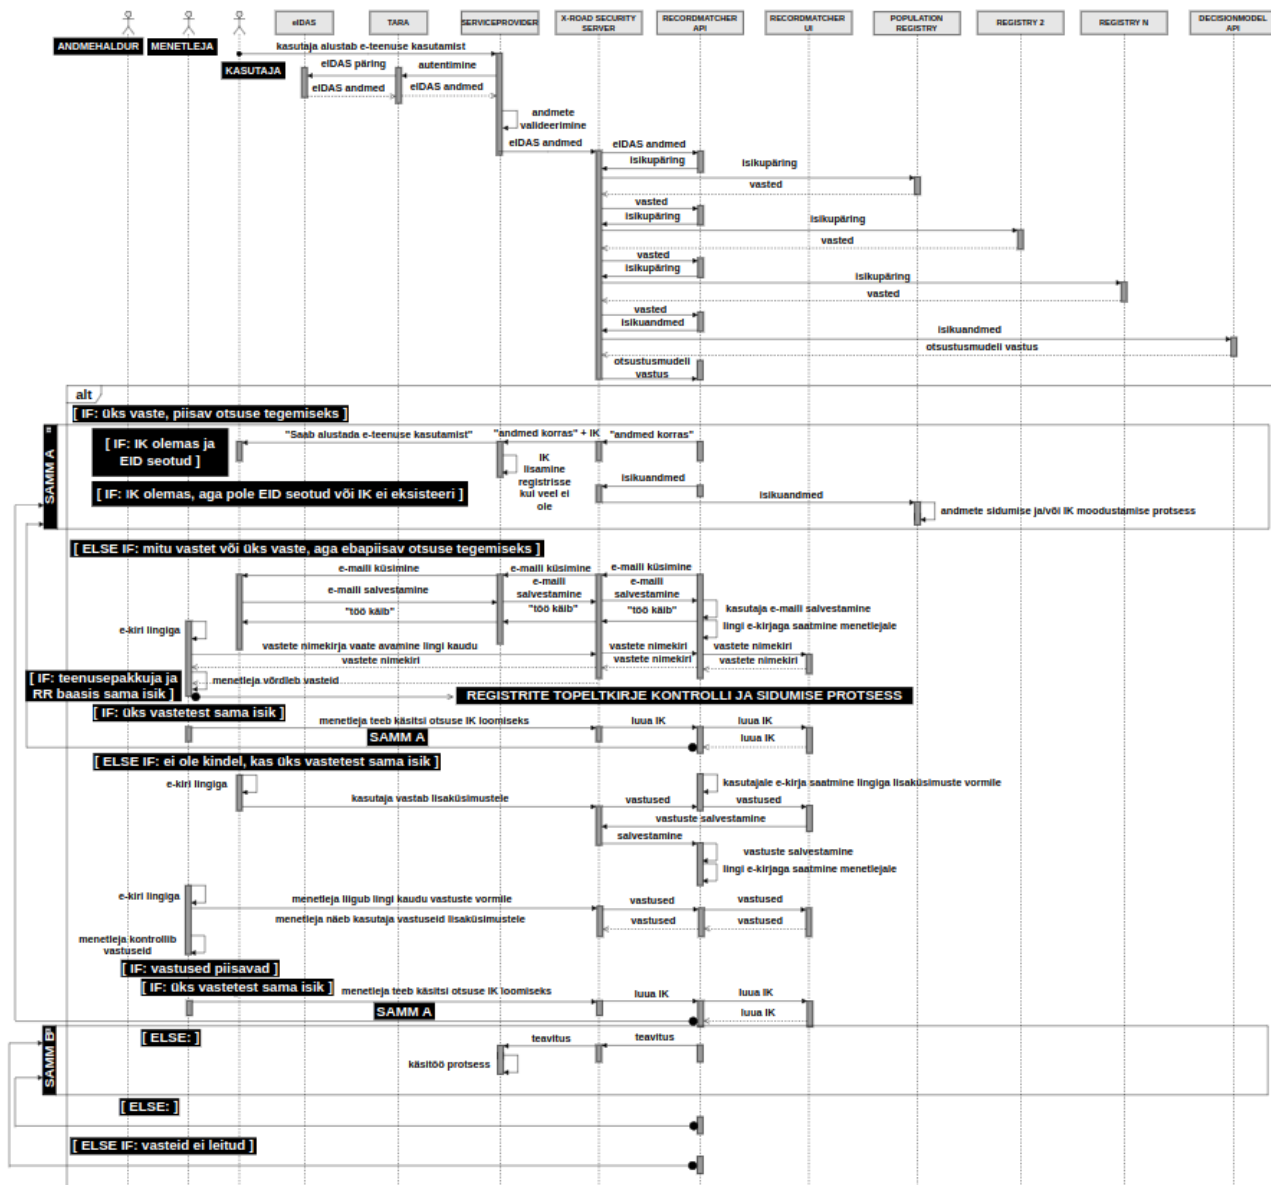 eIDAS
TARA
SERVICEPROVIDER
X-ROAD SECURITY
SERVER
RECORDMATCHER
API
RECORDMATCHER
UI
POPULATION
REGISTRY
REGISTRY 2
REGISTRY N
DECISIONMODEL
API
ANDMEHALDUR
MENETLEJA
KASUTAJA
kasutaja alustab e-teenuse kasutamist
eIDAS päring
autentimine
eIDAS andmed
eIDAS andmed
andmete
valideerimine
eIDAS andmed
eIDAS andmed
isikupäring
isikupäring
vasted
vasted
isikupäring
isikupäring
vasted
vasted
isikupäring
isikupäring
vasted
vasted
isikuandmed
isikuandmed
otsustusmudeli vastus
otsustusmudeli
vastus
alt
[ IF: üks vaste, piisav otsuse tegemiseks ]
SAMM A
[ IF: IK olemas ja
EID seotud ]
"Saab alustada e-teenuse kasutamist"
"andmed korras" + IK
"andmed korras"
IK
lisamine
registrisse
kui veel ei
ole
[ IF: IK olemas, aga pole EID seotud või IK ei eksisteeri ]
isikuandmed
isikuandmed
andmete sidumise ja/või IK moodustamise protsess
[ ELSE IF: mitu vastet või üks vaste, aga ebapiisav otsuse tegemiseks ]
e-maili küsimine
e-maili küsimine
e-maili küsimine
e-maili salvestamine
e-maili
salvestamine
e-maili
salvestamine
"töö käib"
"töö käib"
"töö käib"
kasutaja e-maili salvestamine
lingi e-kirjaga saatmine menetlejale
e-kiri lingiga
vastete nimekirja vaate avamine lingi kaudu
vastete nimekiri
vastete nimekiri
vastete nimekiri
vastete nimekiri
vastete nimekiri
[ IF: teenusepakkuja ja
RR baasis sama isik ]
menetleja võrdleb vasteid
REGISTRITE TOPELTKIRJE KONTROLLI JA SIDUMISE PROTSESS
[ IF: üks vastetest sama isik ]
menetleja teeb käsitsi otsuse IK loomiseks
luua IK
luua IK
SAMM A
luua IK
[ ELSE IF: ei ole kindel, kas üks vastetest sama isik ]
e-kiri lingiga
kasutajale e-kirja saatmine lingiga lisaküsimuste vormile
kasutaja vastab lisaküsimustele
vastused
vastused
vastuste salvestamine
salvestamine
vastuste salvestamine
lingi e-kirjaga saatmine menetlejale
e-kiri lingiga
menetleja liigub lingi kaudu vastuste vormile
vastused
vastused
menetleja näeb kasutaja vastuseid lisaküsimustele
vastused
vastused
menetleja kontrollib
vastuseid
[ IF: vastused piisavad ]
[ IF: üks vastetest sama isik ]
menetleja teeb käsitsi otsuse IK loomiseks
luua IK
luua IK
SAMM A
luua IK
SAMM B
[ ELSE: ]
teavitus
teavitus
käsitöö protsess
[ ELSE: ]
[ ELSE IF: vasteid ei leitud ]